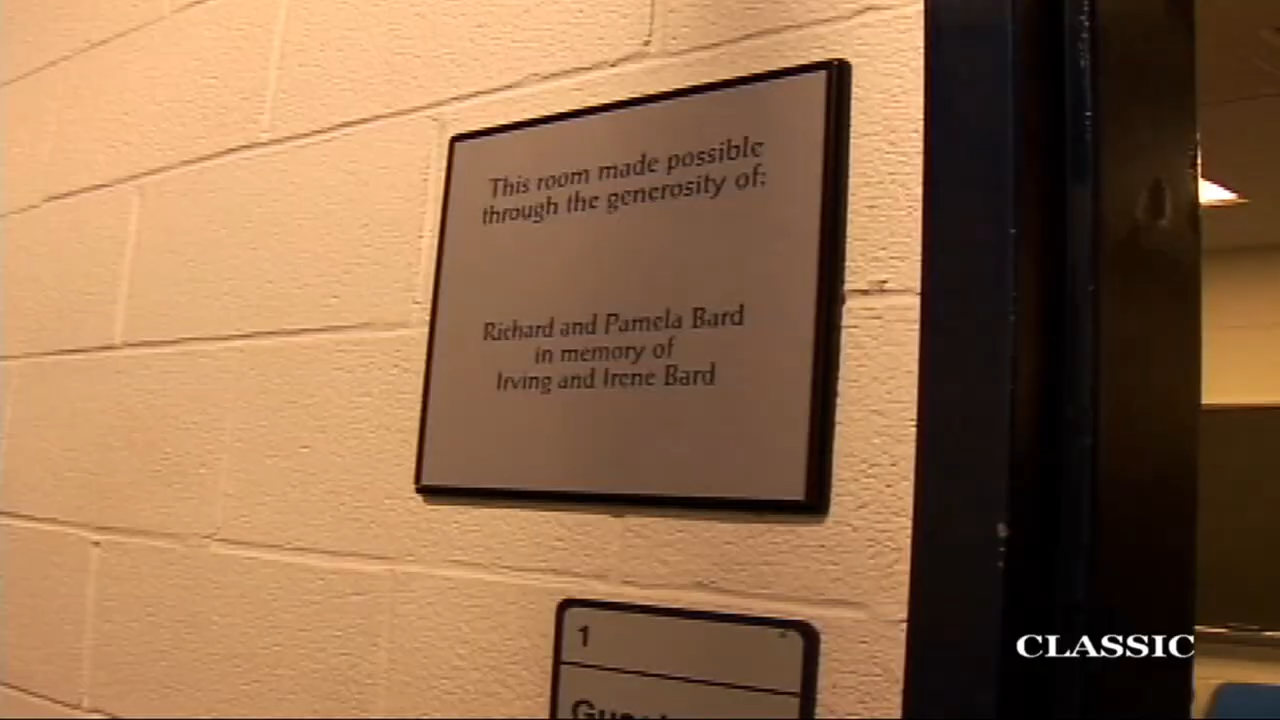 This room made possible
through the generosity of:
Richard and Pamela Bard
in memory of
Irving and Irene Bard
1
CLASSIC